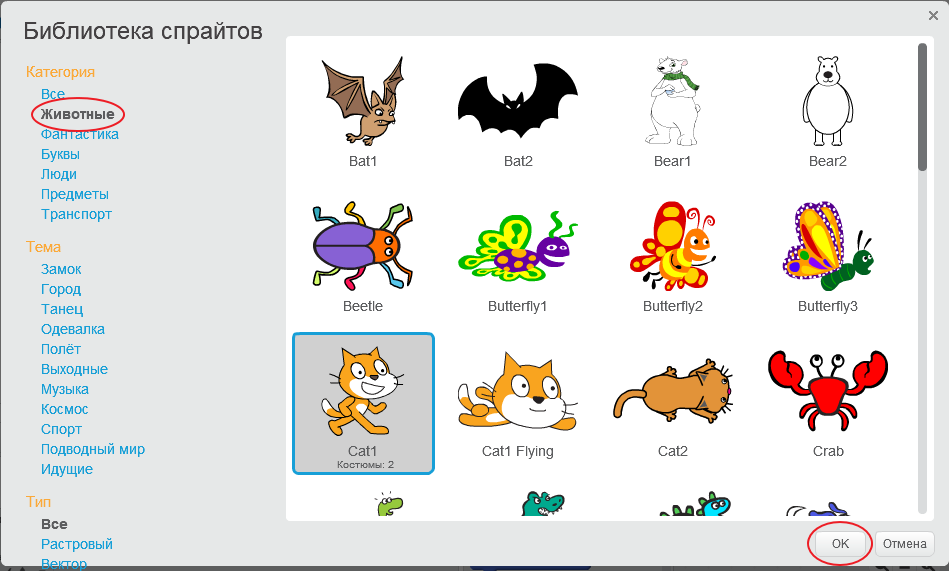 Библиотека спрайтов
Категория
Все
Животные
Фантастика
Буквы
Люди
Предметы
Транспорт
Тема
Замок
Город
Танец
Одевалка
Полёт
Выходные
Музыка
Космос
Спорт
Подводный мир
Идущие
Тип
Все
Растровый
Вектор
Bat1
Bat2
Bear1
Bear2
Beetle
Butterfly1
Butterfly2
Butterfly3
Cat1
Костюмы: 2
Cat1 Flying
Cat2
Crab
OK
Отмена